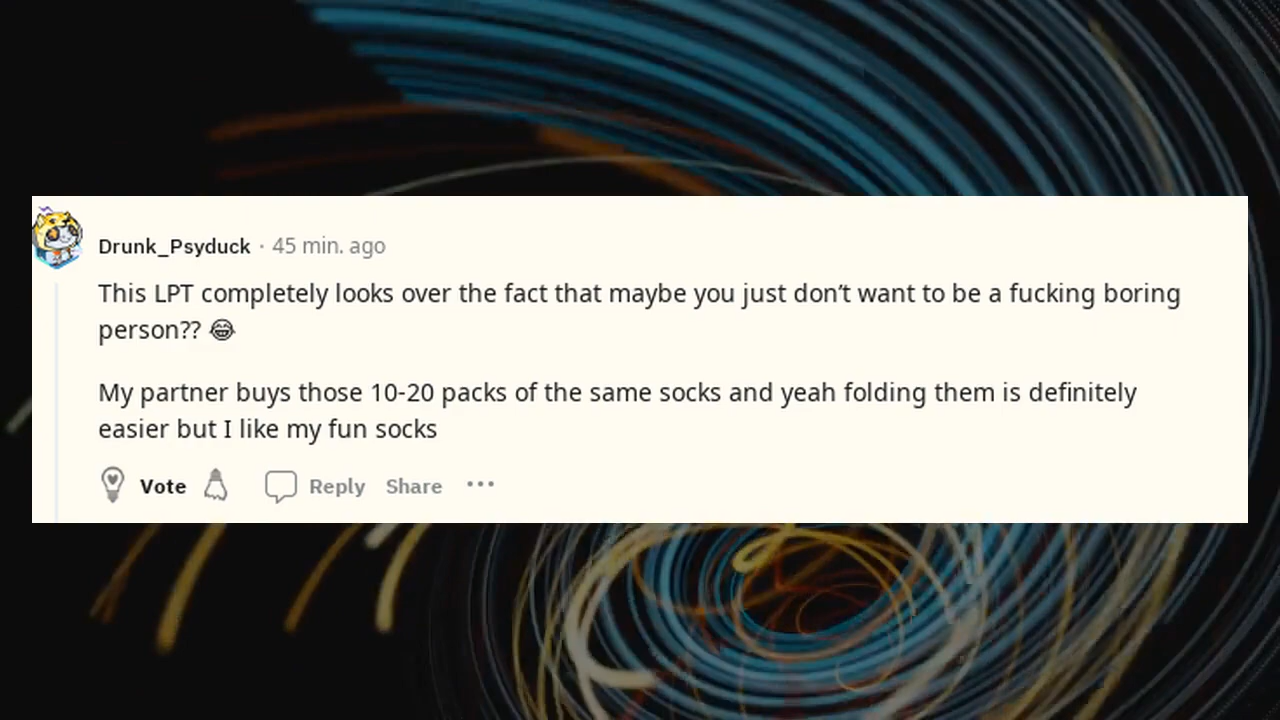 Drunk_Psyduck · 45 min. ago
This LPT completely looks over the fact that maybe you just don’t want to be a fucking boring
person?? 😂
My partner buys those 10-20 packs of the same socks and yeah folding them is definitely
easier but I like my fun socks
Vote Reply Share ···